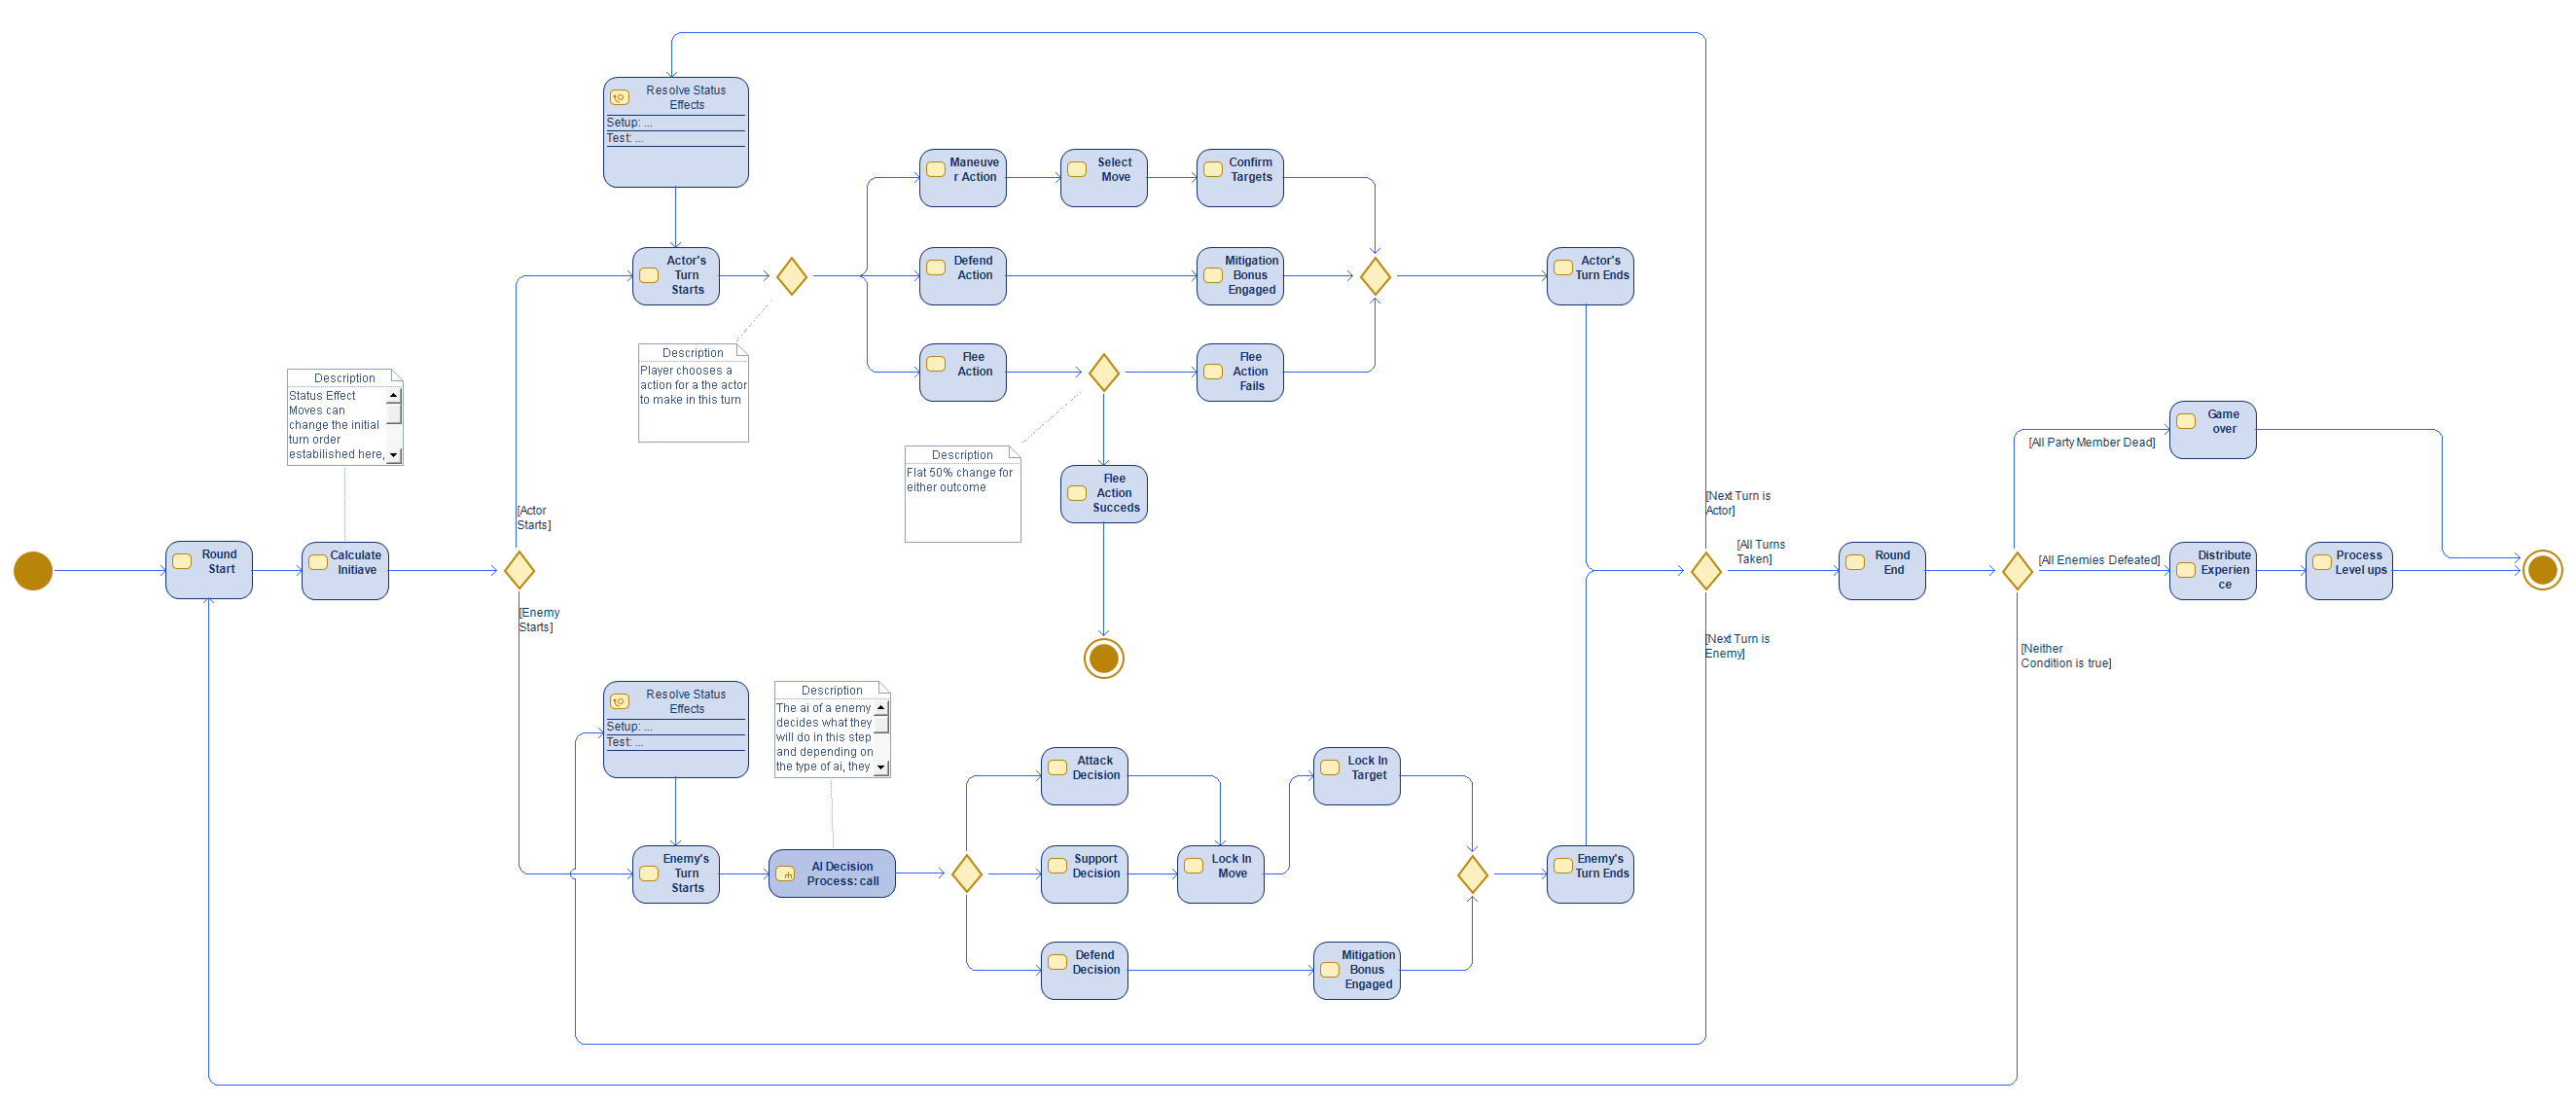 Resolve Status
Effects
Setup: ...
Test: ...
Maneuve
r Action
Select
Move
Confirm
Targets
Actor's
Turn
Starts
Defend
Action
Mitigation
Bonus
Engaged
Actor's
Turn Ends
Description
Player chooses a
action for a the actor
to make in this turn
Flee
Action
Flee
Action
Fails
Description
Status Effect
Moves can
change the initial
turn order
estabilished here,
Description
Flat 50% change for
either outcome
Flee
Action
Succeds
Game
over
[All Party Member Dead]
[Actor
Starts]
[Next Turn is
Actor]
Round
Start
Calculate
Initiave
[All Turns
Taken]
Round
End
[All Enemies Defeated]
Distribute
Experien
ce
Process
Level ups
[Enemy
Starts]
[Next Turn is
Enemy]
[Neither
Condition is true]
Resolve Status
Effects
Setup: ...
Test: ...
Description
The ai of a enemy
decides what they
will do in this step
and depending on
the type of ai, they
Attack
Decision
Lock In
Target
Enemy's
Turn
Starts
AI Decision
Process: call
Support
Decision
Lock In
Move
Enemy's
Turn Ends
Defend
Decision
Mitigation
Bonus
Engaged